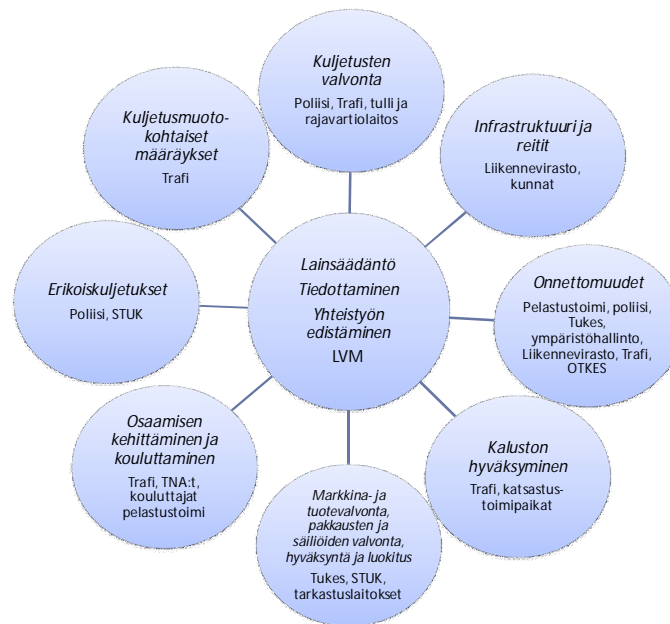 Kuljetusten
valvonta
Poliisi, Trafi, tulli ja
rajavartiolaitos
Infrastruktuuri ja
reitit
Liikennevirasto,
kunnat
Onnettomuudet
Pelastustoimi, poliisi,
Tukes,
ympäristöhallinto,
Liikennevirasto, Trafi,
OTKES
Kaluston
hyväksyminen
Trafi, katsastus-
toimipaikat
Markkina- ja
tuotevalvonta,
pakkausten ja
säiliöiden valvonta,
hyväksyntä ja luokitus
Tukes, STUK,
tarkastuslaitokset
Osaamisen
kehittäminen ja
kouluttaminen
Trafi, TNA:t,
kouluttajat
pelastustoimi
Erikoiskuljetukset
Poliisi, STUK
Kuljetusmuoto-
kohtaiset
määräykset
Trafi
Lainsäädäntö
Tiedottaminen
Yhteistyön
edistäminen
LVM